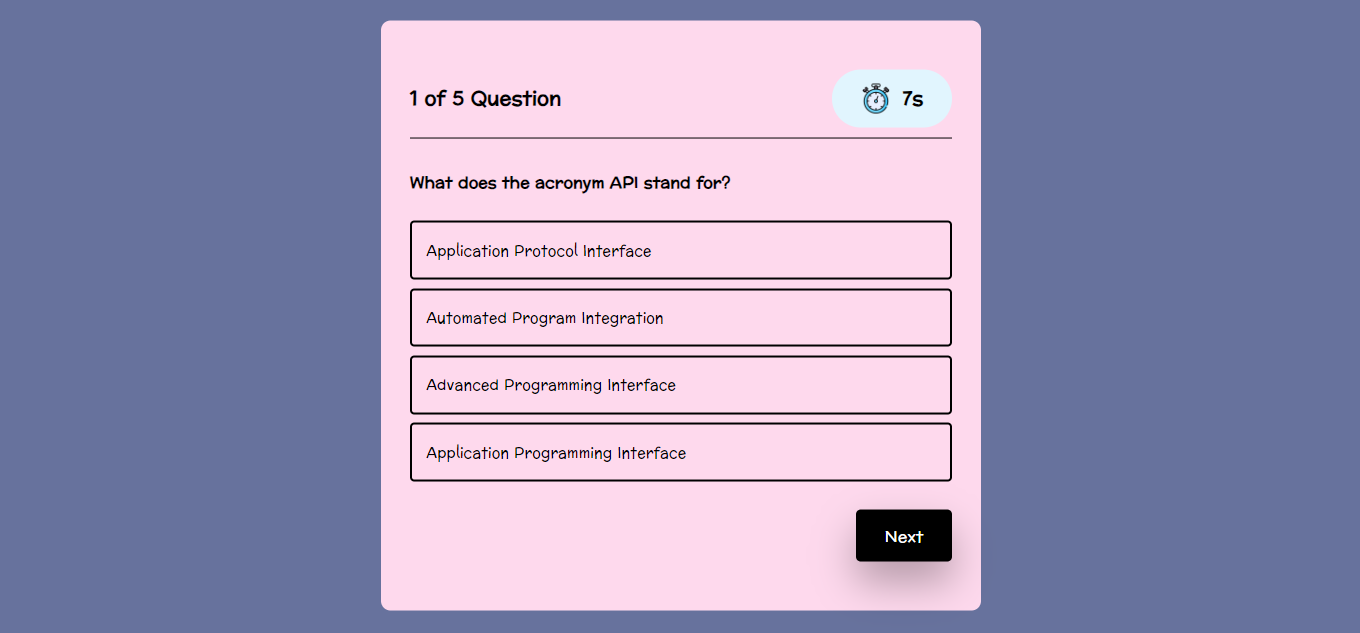 1 of 5 Question
7s
What does the acronym API stand for?
Application Protocol Interface
Automated Program Integration
Advanced Programming Interface
Application Programming Interface
Next